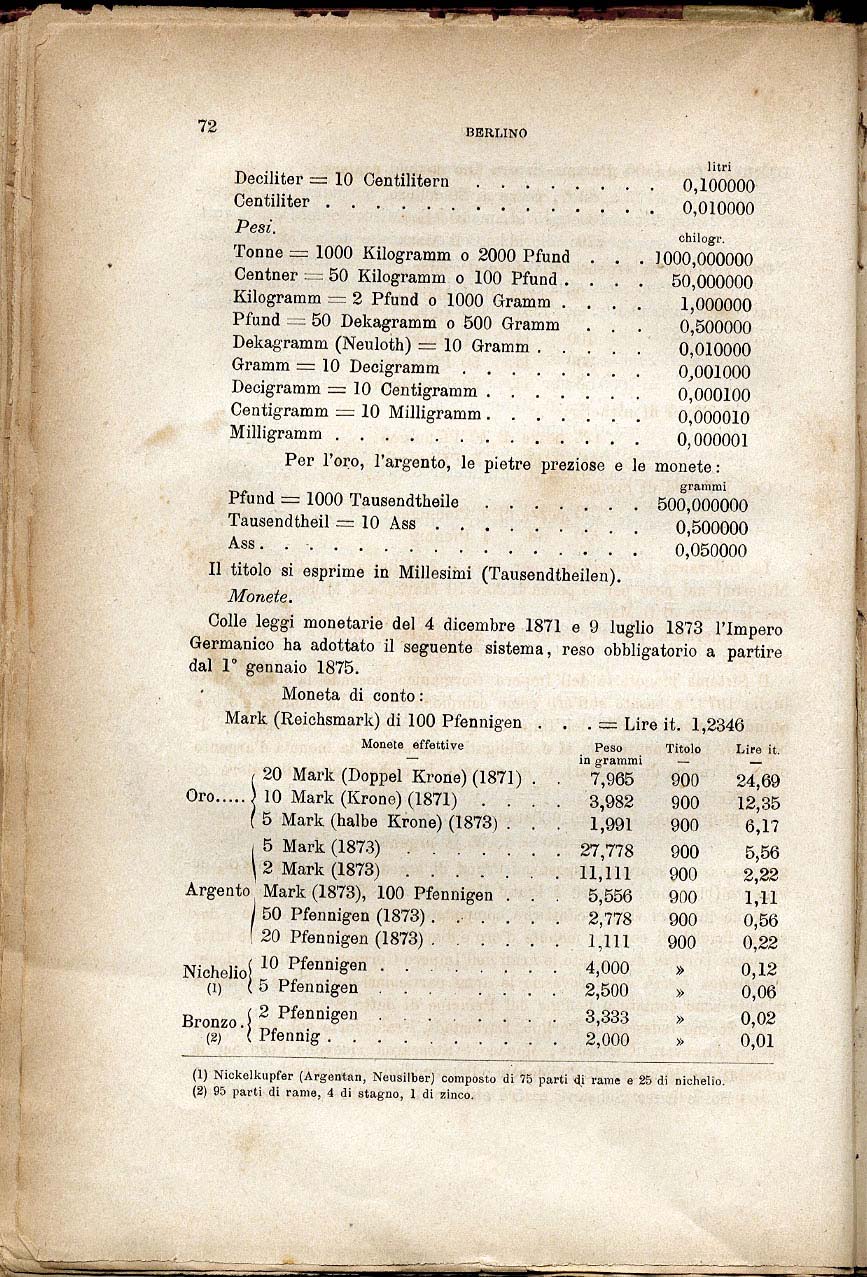 72
BERLINO
litri
Deciliter = 10 Centilitern . . . . . . . . 0,100000
Centiliter . . . . . . . . . . . . . . 0,010000
Pesi.
chilogr.
Tonne = 1000 Kilogramm o 2000 Pfund . . . 1000,000000
Centner = 50 Kilogramm o 100 Pfund . . . . 50,000000
Kilogramm = 2 Pfund o 1000 Gramm . . . . 1,000000
Pfund = 50 Dekagramm o 500 Gramm . . . 0,500000
Dekagramm (Neuloth) = 10 Gramm . . . . . 0,010000
Gramm = 10 Decigramm . . . . . . . . 0,001000
Decigramm = 10 Centigramm . . . . . . . 0,000100
Centigramm = 10 Milligramm . . . . . . . 0,000010
Milligramm . . . . . . . . . . . . . 0,000001
Per l'oro, l'argento, le pietre preziose e le monete:
grammi
Pfund = 1000 Tausendtheile . . . . . . . 500,000000
Tausendtheil = 10 Ass . . . . . . . . . 0,500000
Ass . . . . . . . . . . . . . . . . 0,050000
Il titolo si esprime in Millesimi (Tausendtheilen).
Monete.
Colle leggi monetarie del 4 dicembre 1871 e 9 luglio 1873 l'Impero
Germanico ha adottato il seguente sistema, reso obbligatorio a partire
dal 1° gennaio 1875.
Moneta di conto:
Mark (Reichsmark) di 100 Pfennigen . . . = Lire it. 1,2346
Monete effettive Peso in grammi Titolo Lire it.
20 Mark (Doppel Krone) (1871) . . 7,965 900 24,69
Oro..... 10 Mark (Krone) (1871) . . . . 3,982 900 12,35
5 Mark (halbe Krone) (1873) . . . 1,991 900 6,17
5 Mark (1873) . . . . . . . 27,778 900 5,56
2 Mark (1873) . . . . . . . 11,111 900 2,22
Argento Mark (1873), 100 Pfennigen . . . 5,556 900 1,11
50 Pfennigen (1873) . . . . . . 2,778 900 0,56
20 Pfennigen (1873) . . . . . . 1,111 900 0,22
Nichelio 10 Pfennigen . . . . . . . . 4,000 » 0,12
(1) 5 Pfennigen . . . . . . . . 2,500 » 0,06
Bronzo . 2 Pfennigen . . . . . . . . 3,333 » 0,02
(2) Pfennig . . . . . . . . . . 2,000 » 0,01
(1) Nickelkupfer (Argentan, Neusilber) composto di 75 parti di rame e 25 di nichelio.
(2) 95 parti di rame, 4 di stagno, 1 di zinco.